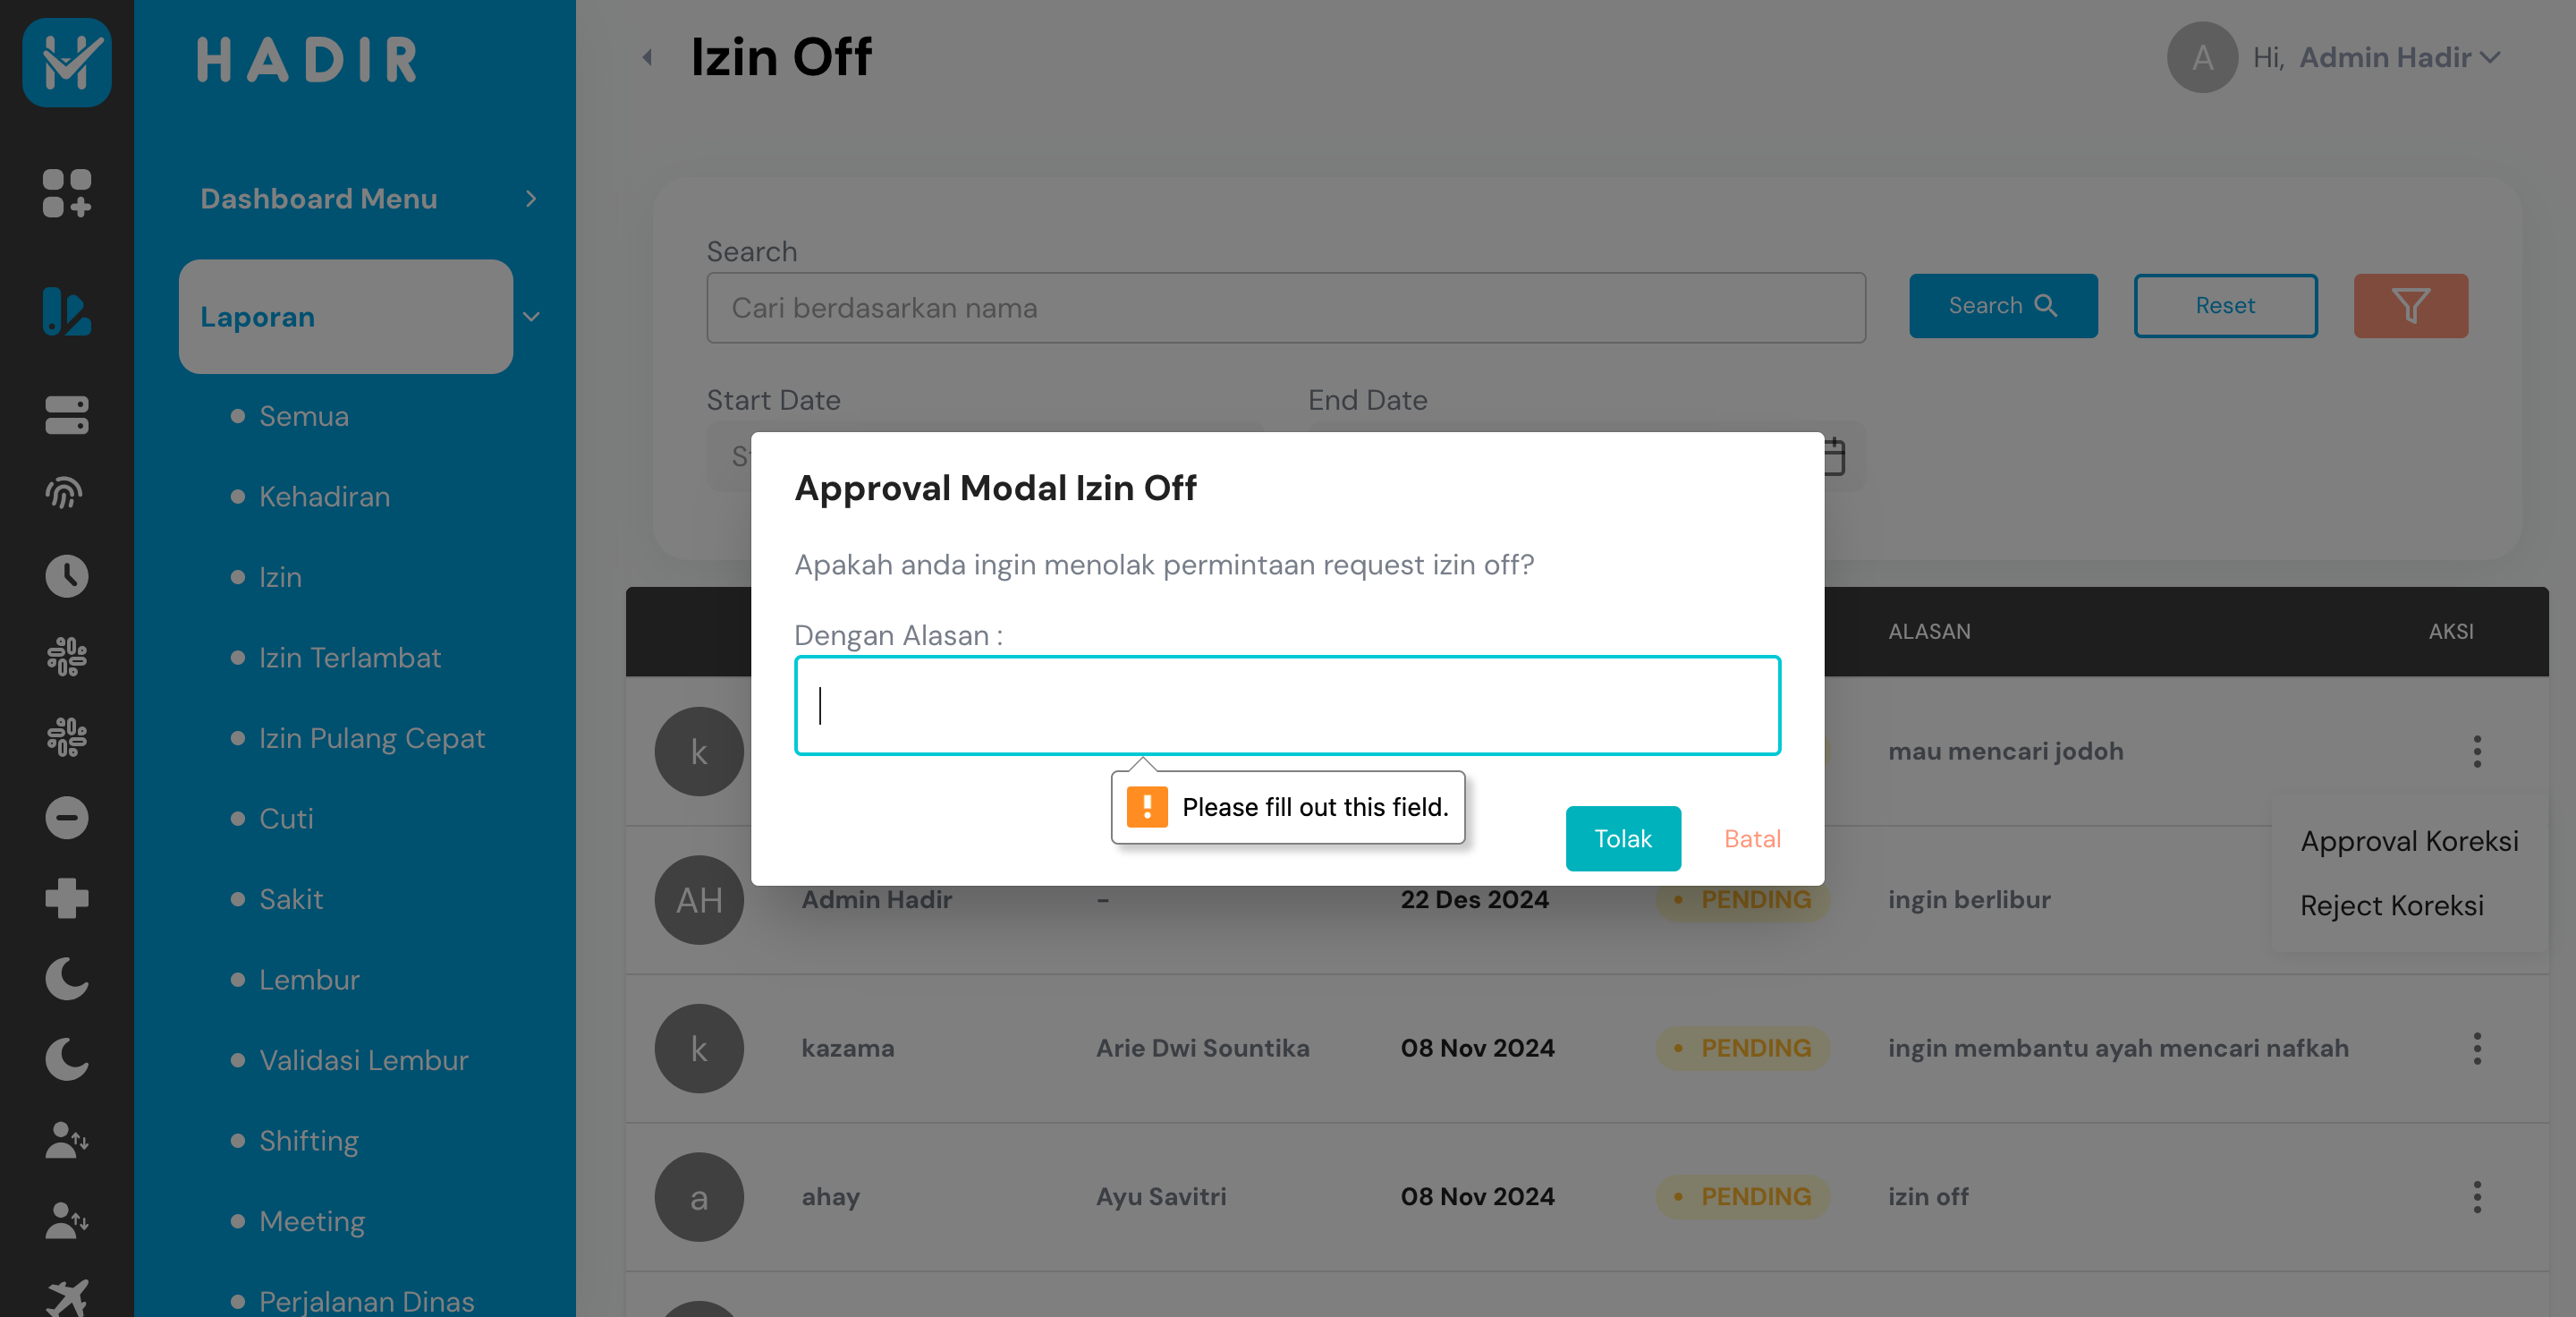 HADIR
Izin Off
A
Hi, Admin Hadir
Dashboard Menu
Laporan
Semua
Kehadiran
Izin
Izin Terlambat
Izin Pulang Cepat
Cuti
Sakit
Lembur
Validasi Lembur
Shifting
Meeting
Perjalanan Dinas
Search
Cari berdasarkan nama
Search
Reset
Start Date
End Date
Approval Modal Izin Off
Apakah anda ingin menolak permintaan request izin off?
Dengan Alasan :
Please fill out this field.
Tolak
Batal
ALASAN
AKSI
k
mau mencari jodoh
Approval Koreksi
Reject Koreksi
AH
Admin Hadir
-
22 Des 2024
PENDING
ingin berlibur
k
kazama
Arie Dwi Sountika
08 Nov 2024
PENDING
ingin membantu ayah mencari nafkah
a
ahay
Ayu Savitri
08 Nov 2024
PENDING
izin off